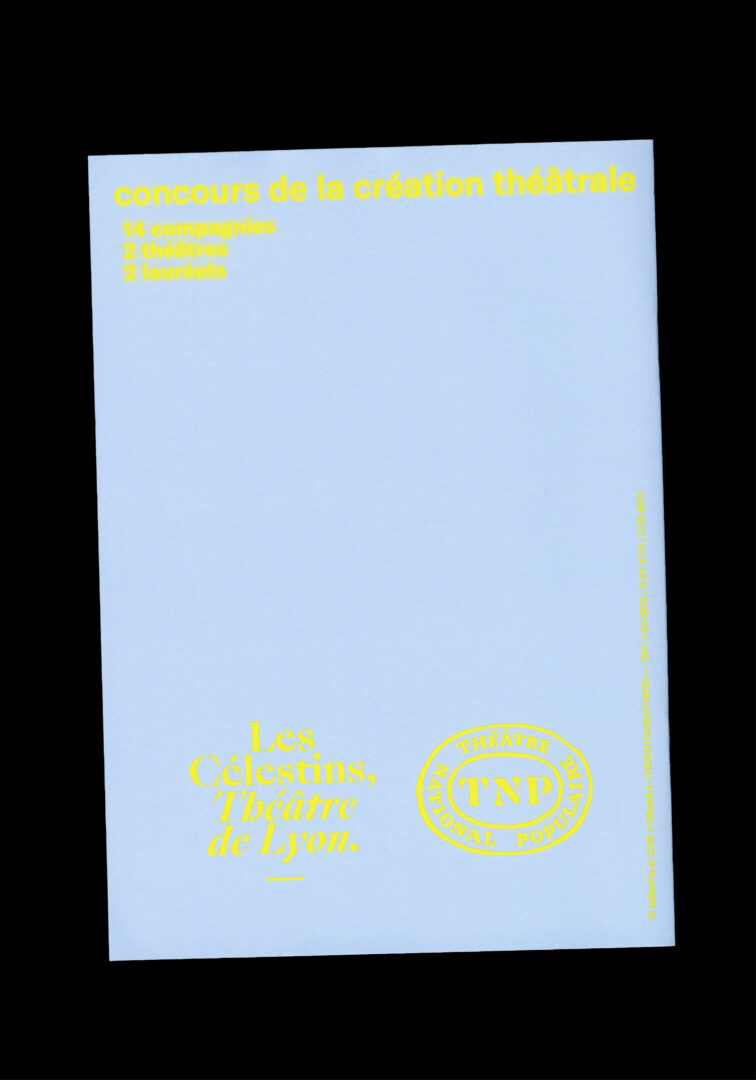 concours de la création théâtrale
14 compagnies
2 théâtres
2 lauréats
Les
Célestins,
Théâtre
de Lyon.
THÉÂTRE
NATIONAL POPULAIRE
TNP